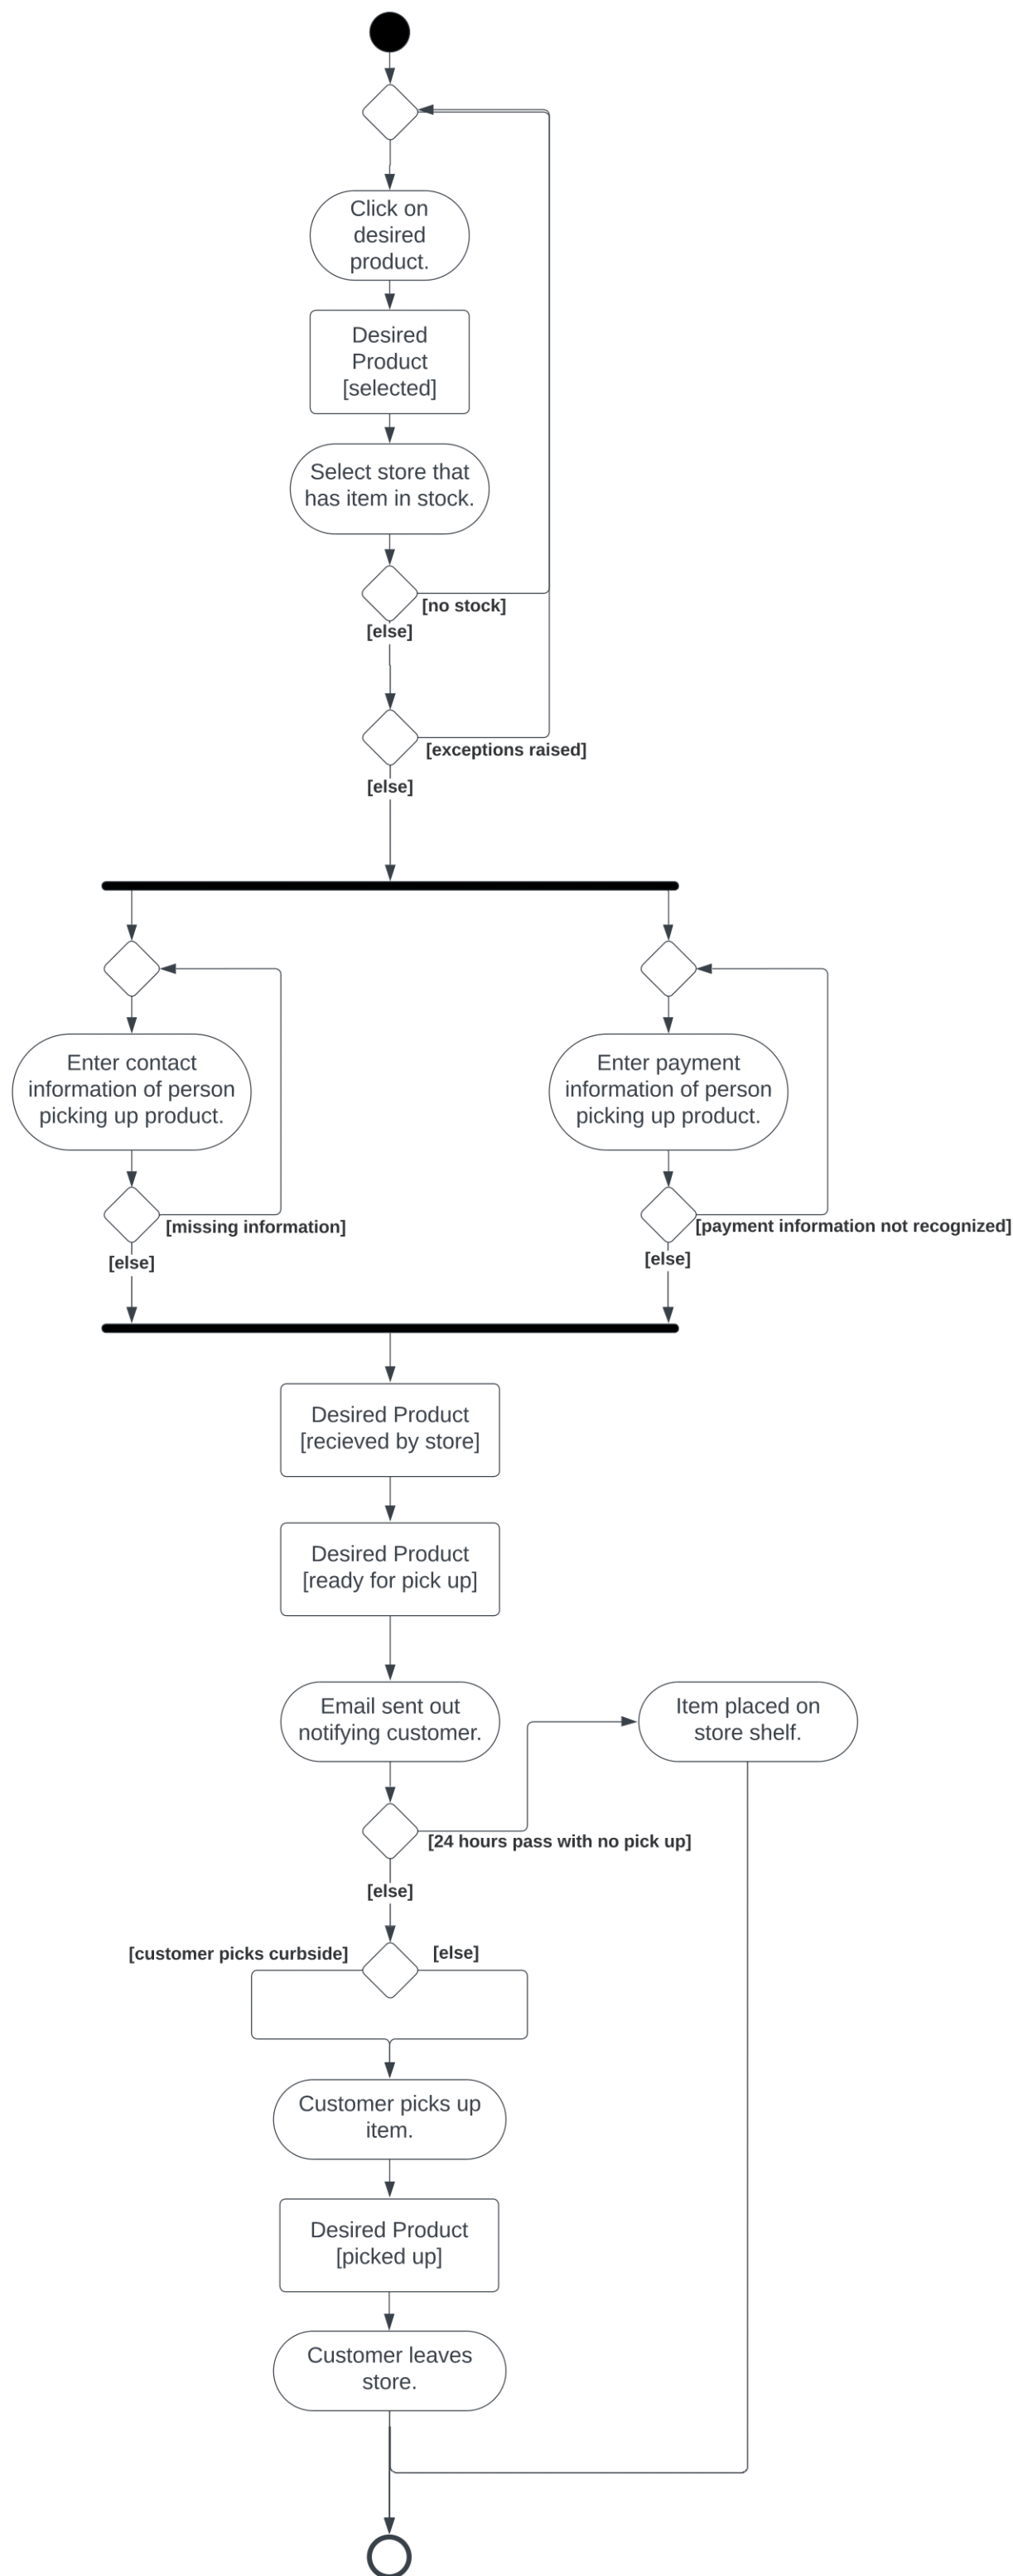 Click on
desired
product.
Desired
Product
[selected]
Select store that
has item in stock.
[no stock]
[else]
[exceptions raised]
[else]
Enter contact
information of person
picking up product.
Enter payment
information of person
picking up product.
[missing information]
[payment information not recognized]
[else]
[else]
Desired Product
[recieved by store]
Desired Product
[ready for pick up]
Email sent out
notifying customer.
Item placed on
store shelf.
[24 hours pass with no pick up]
[else]
[customer picks curbside]
[else]
Customer picks up
item.
Desired Product
[picked up]
Customer leaves
store.